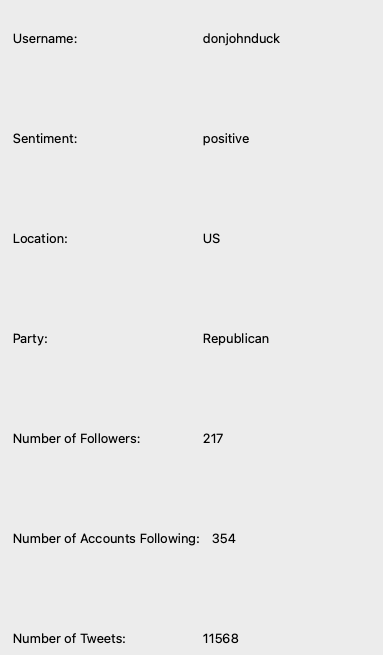 Username: donjohnduck
Sentiment: positive
Location: US
Party: Republican
Number of Followers: 217
Number of Accounts Following: 354
Number of Tweets: 11568